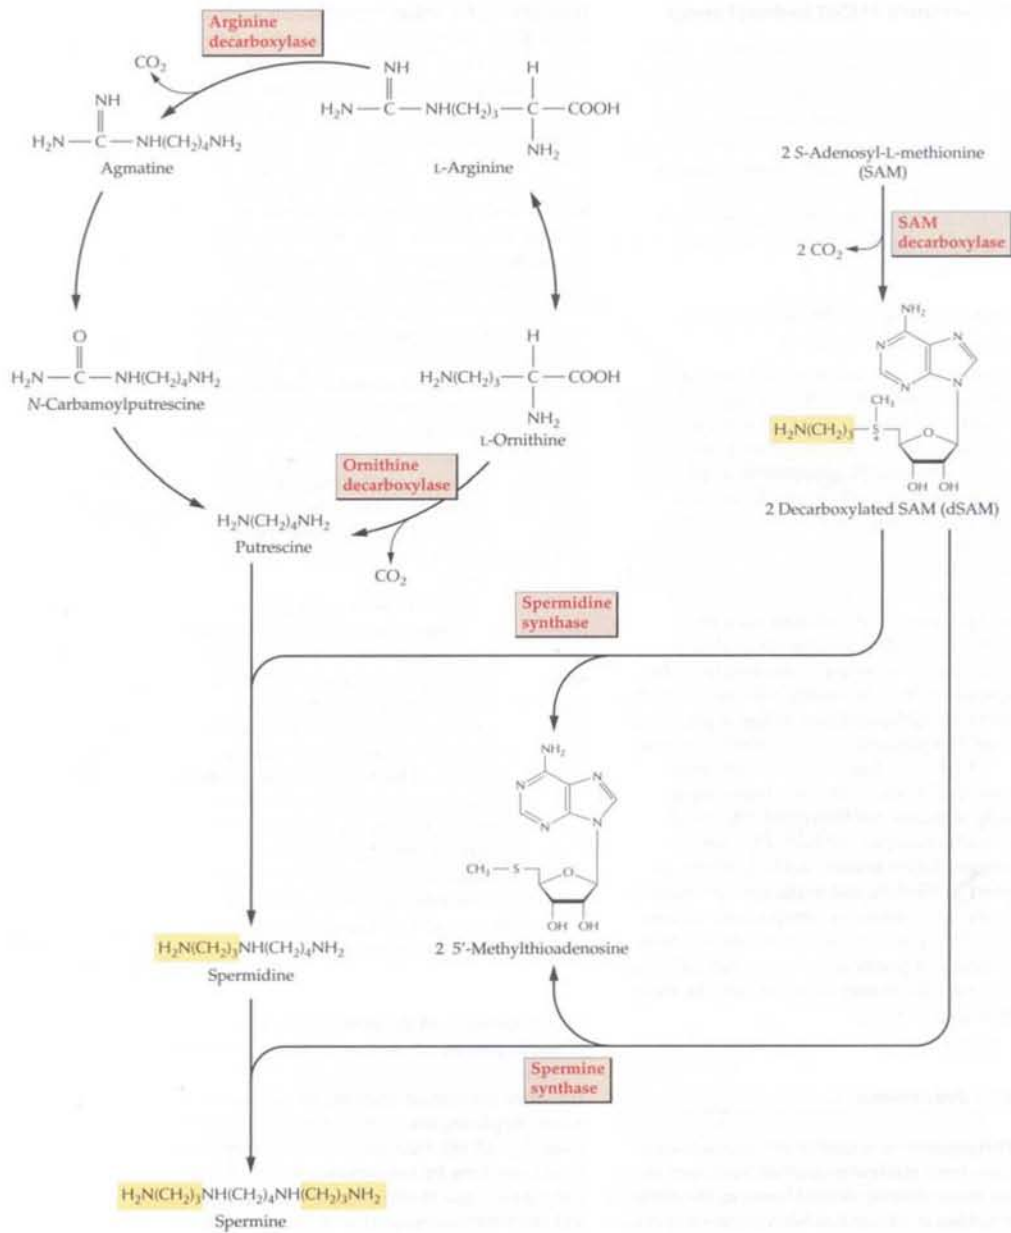 Arginine
decarboxylase
CO₂
NH
H₂N—C—NH(CH₂)₄NH₂
Agmatine
NH H
H₂N—C—NH(CH₂)₃—C—COOH
NH₂
L-Arginine
2 S-Adenosyl-L-methionine
(SAM)
SAM
decarboxylase
2 CO₂
O
H₂N—C—NH(CH₂)₄NH₂
N-Carbamoylputrescine
H
H₂N(CH₂)₃—C—COOH
NH₂
L-Ornithine
NH₂
N N
N N
CH₃
H₂N(CH₂)₃—S
4
O
OH OH
2 Decarboxylated SAM (dSAM)
Ornithine
decarboxylase
H₂N(CH₂)₄NH₂
Putrescine
CO₂
Spermidine
synthase
NH₂
N N
N N
CH₃—S O
OH OH
2 5'-Methylthioadenosine
H₂N(CH₂)₃NH(CH₂)₄NH₂
Spermidine
Spermine
synthase
H₂N(CH₂)₃NH(CH₂)₄NH(CH₂)₃NH₂
Spermine